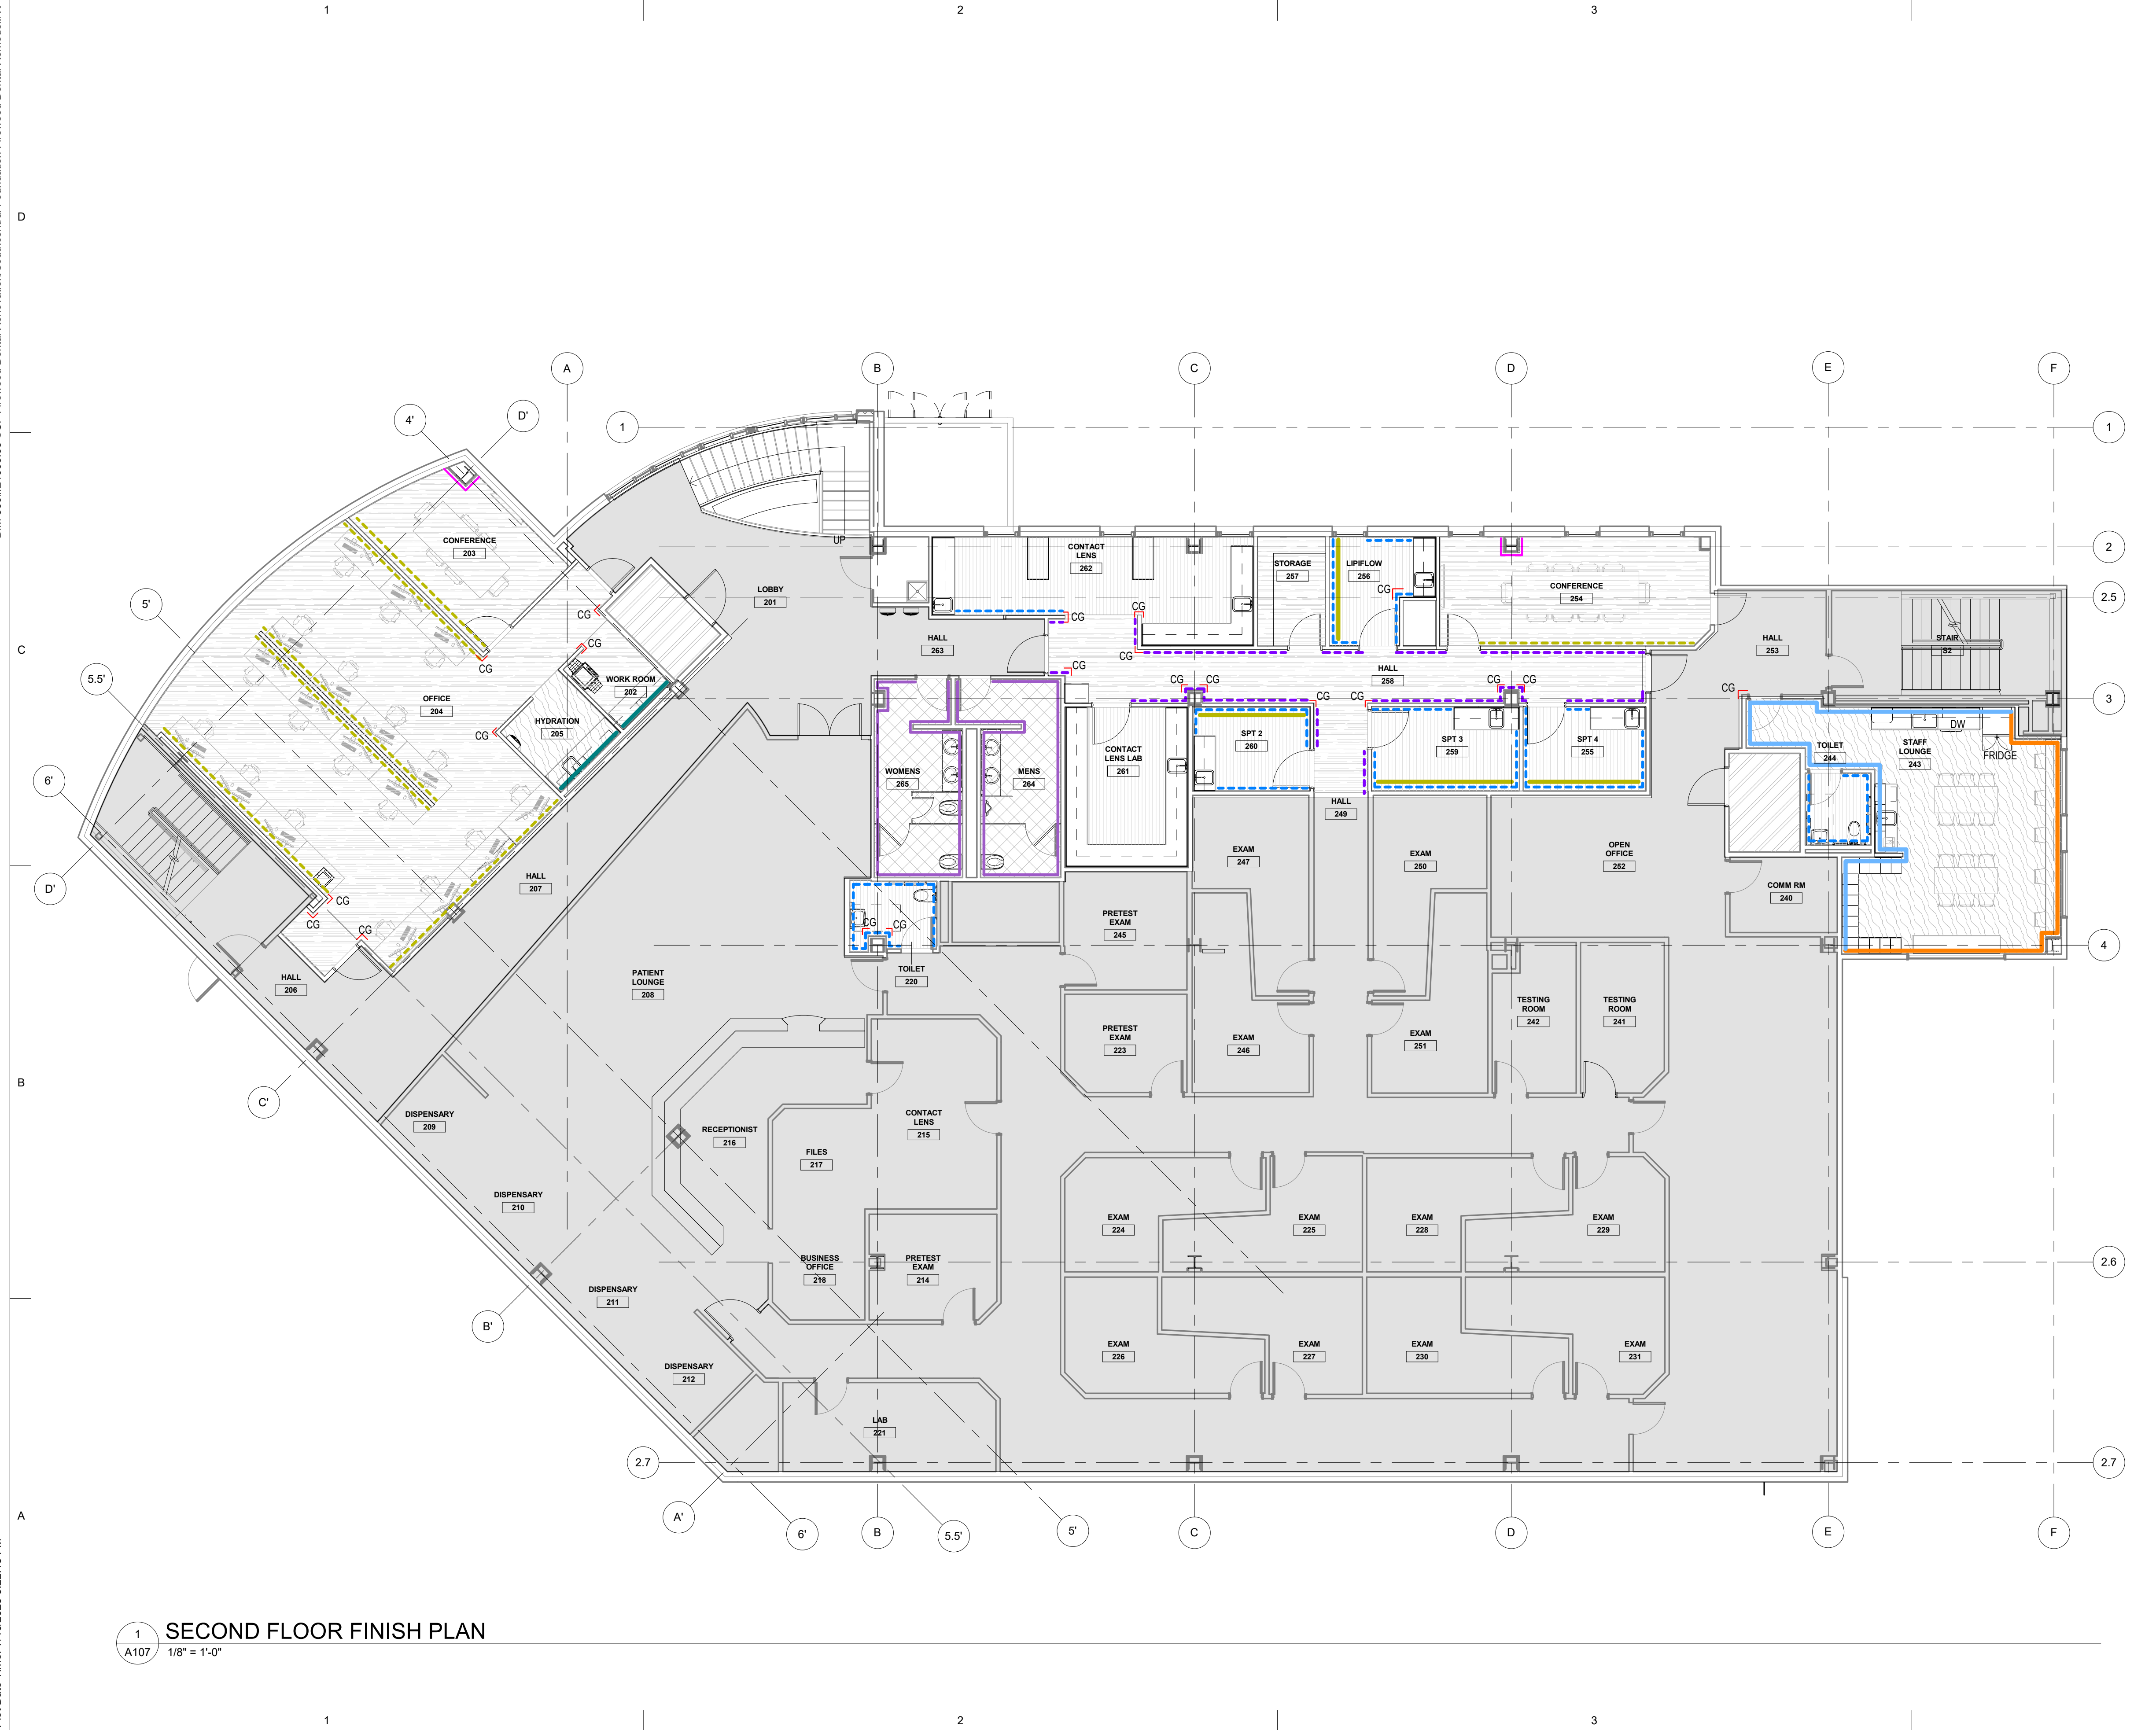 1
2
3
D
C
B
A
A
B
C
D
E
F
4'
D'
1
1
2
5'
2.5
5.5'
3
6'
D'
4
C'
2.6
B'
2.7
2.7
A'
6'
B
5.5'
5'
C
D
E
F
UP
CONFERENCE
203
LOBBY
201
CONTACT
LENS
262
STORAGE
257
LIPIFLOW
256
CG
CONFERENCE
254
CG
CG
CG
CG
CG
HALL
263
HALL
253
STAIR
S2
CG
CG
HALL
258
WORK ROOM
202
CG
CG
CG
CG
CG
CG
CG
OFFICE
204
HYDRATION
205
CG
SPT 2
260
SPT 3
259
SPT 4
255
DW
TOILET
244
STAFF
LOUNGE
243
FRIDGE
WOMENS
265
MENS
264
CONTACT
LENS LAB
261
HALL
249
EXAM
247
EXAM
250
OPEN
OFFICE
252
HALL
207
COMM RM
240
CG
CG
CG
CG
CG
PRETEST
EXAM
245
HALL
206
PATIENT
LOUNGE
208
TOILET
220
PRETEST
EXAM
223
EXAM
246
EXAM
251
TESTING
ROOM
242
TESTING
ROOM
241
DISPENSARY
209
RECEPTIONIST
216
CONTACT
LENS
215
FILES
217
DISPENSARY
210
EXAM
224
EXAM
225
EXAM
228
EXAM
229
BUSINESS
OFFICE
218
PRETEST
EXAM
214
DISPENSARY
211
EXAM
226
EXAM
227
EXAM
230
EXAM
231
DISPENSARY
212
LAB
221
1
A107
SECOND FLOOR FINISH PLAN
1/8" = 1'-0"
1
2
3